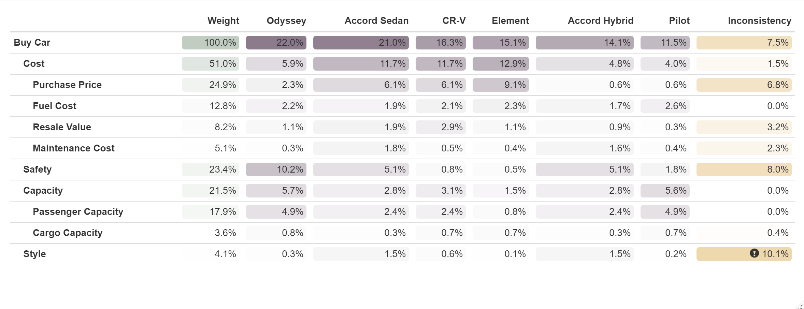 Weight Odyssey Accord Sedan CR-V Element Accord Hybrid Pilot Inconsistency
Buy Car 100.0% 22.0% 21.0% 16.3% 15.1% 14.1% 11.5% 7.5%
Cost 51.0% 5.9% 11.7% 11.7% 12.9% 4.8% 4.0% 1.5%
Purchase Price 24.9% 2.3% 6.1% 6.1% 9.1% 0.6% 0.6% 6.8%
Fuel Cost 12.8% 2.2% 1.9% 2.1% 2.3% 1.7% 2.6% 0.0%
Resale Value 8.2% 1.1% 1.9% 2.9% 1.1% 0.9% 0.3% 3.2%
Maintenance Cost 5.1% 0.3% 1.8% 0.5% 0.4% 1.6% 0.4% 2.3%
Safety 23.4% 10.2% 5.1% 0.8% 0.5% 5.1% 1.8% 8.0%
Capacity 21.5% 5.7% 2.8% 3.1% 1.5% 2.8% 5.6% 0.0%
Passenger Capacity 17.9% 4.9% 2.4% 2.4% 0.8% 2.4% 4.9% 0.0%
Cargo Capacity 3.6% 0.8% 0.3% 0.7% 0.7% 0.3% 0.7% 0.4%
Style 4.1% 0.3% 1.5% 0.6% 0.1% 1.5% 0.2% 10.1%